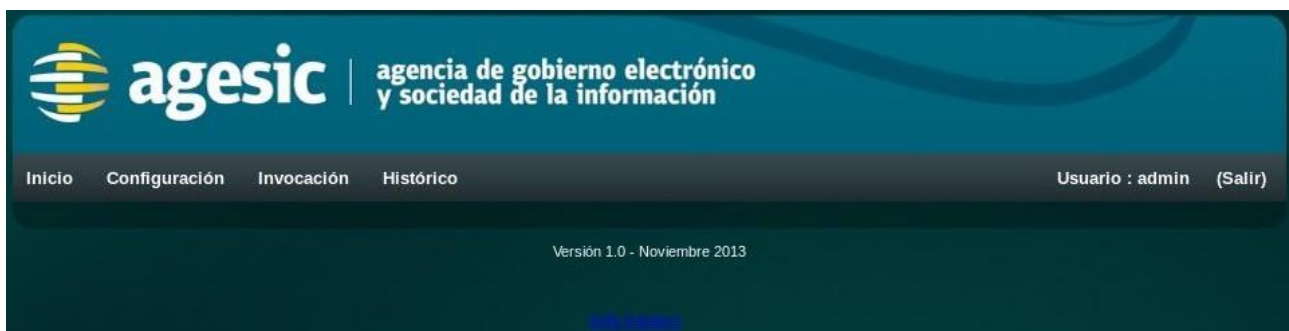 agesic
agencia de gobierno electrónico
y sociedad de la información
Inicio Configuración Invocación Histórico Usuario : admin (Salir)
Versión 1.0 - Noviembre 2013